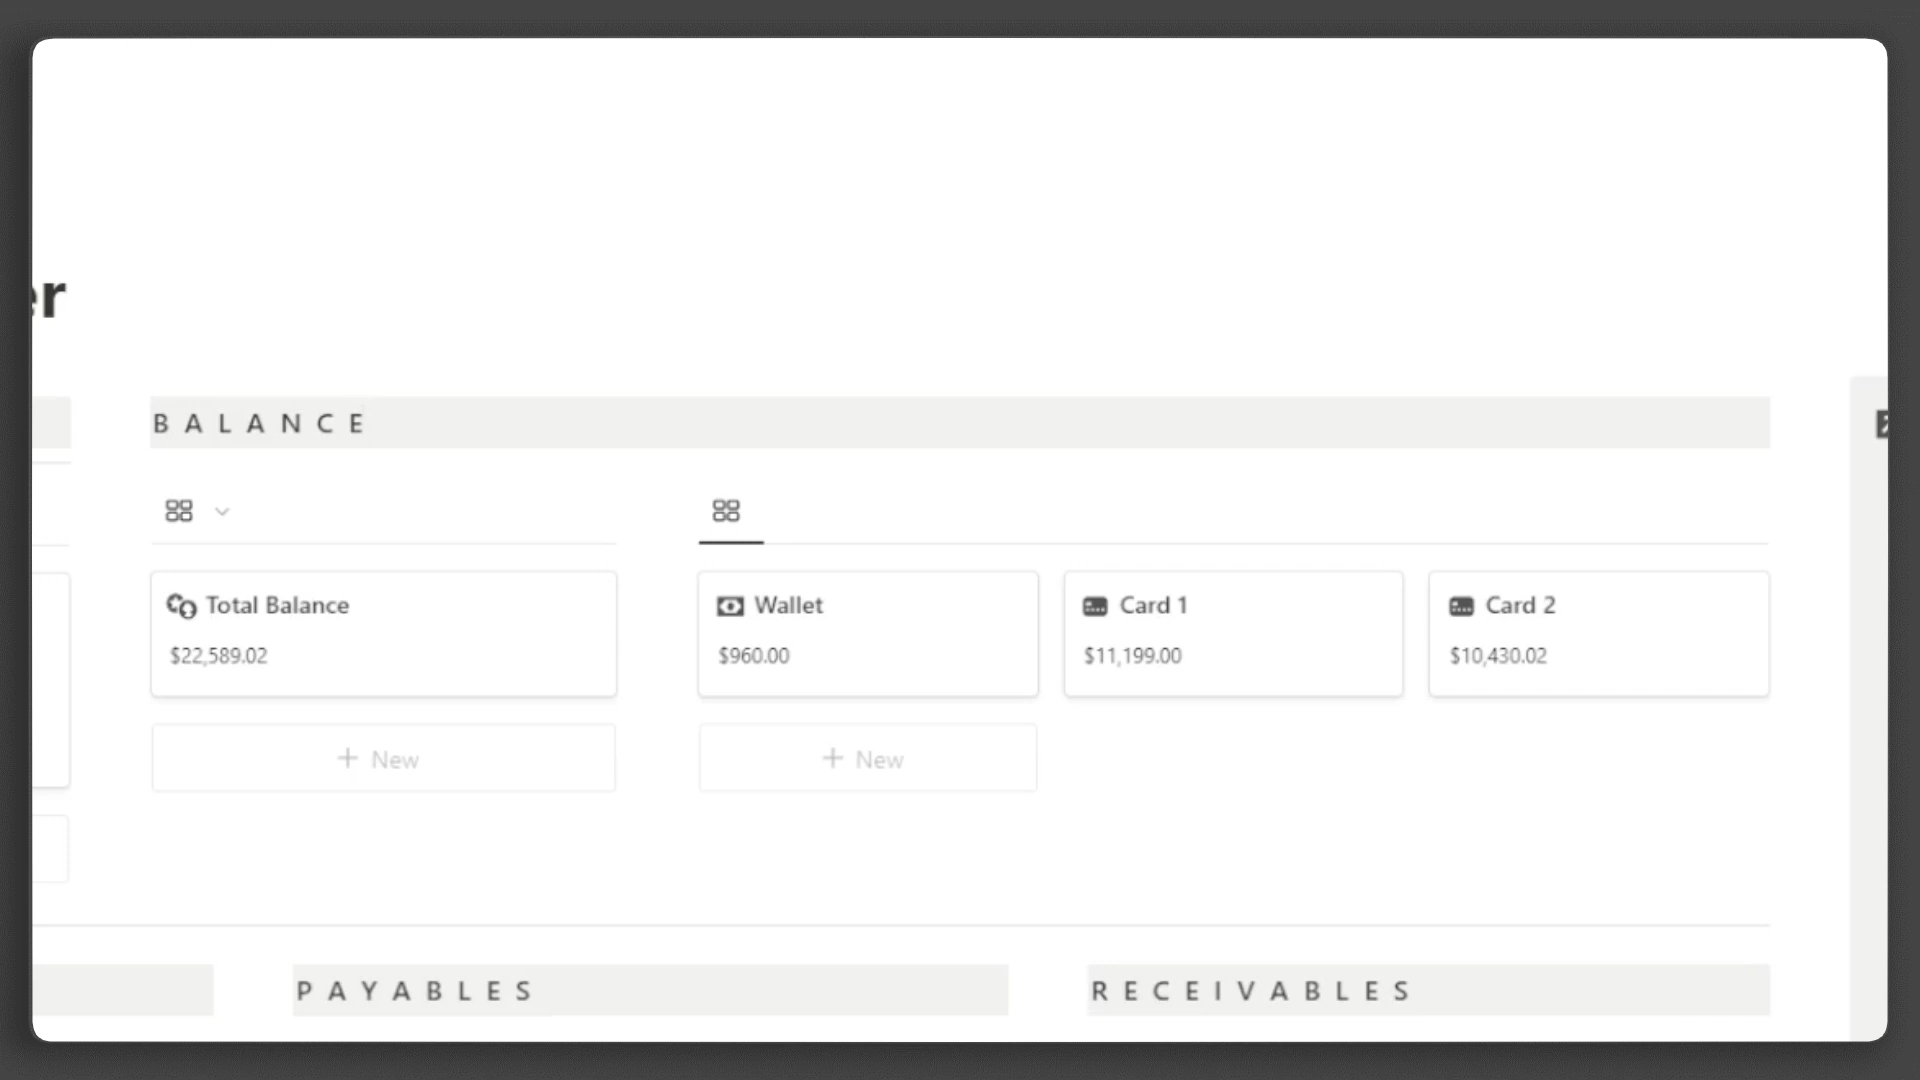 er
BALANCE
Total Balance
$22,589.02
+ New
Wallet
$960.00
Card 1
$11,199.00
Card 2
$10,430.02
+ New
PAYABLES
RECEIVABLES